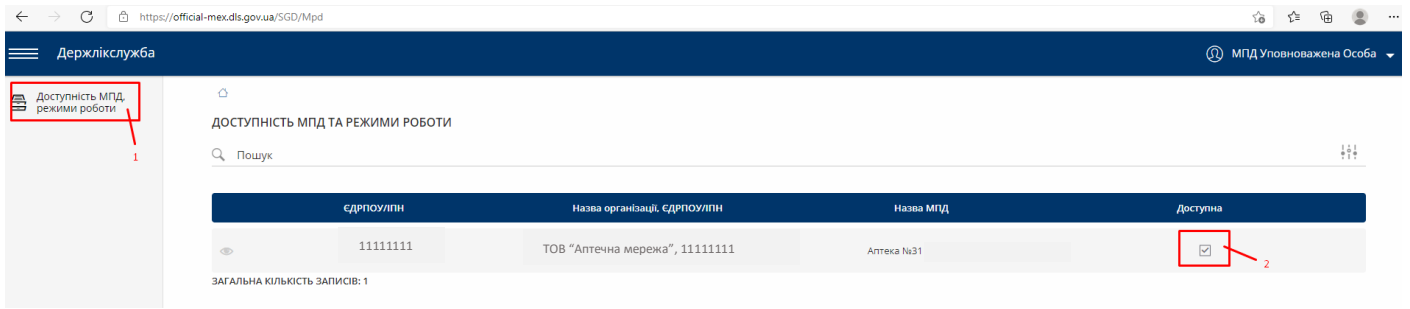 https://official-mex.dls.gov.ua/SGD/Mpd
Держлікслужба
МПД Уповноважена Особа
Доступність МПД,
режими роботи
1
ДОСТУПНІСТЬ МПД ТА РЕЖИМИ РОБОТИ
Пошук
ЄДРПОУ/ІПН Назва організації, ЄДРПОУ/ІПН Назва МПД Доступна
11111111 ТОВ “Аптечна мережа”, 11111111 Аптека №31
2
ЗАГАЛЬНА КІЛЬКІСТЬ ЗАПИСІВ: 1